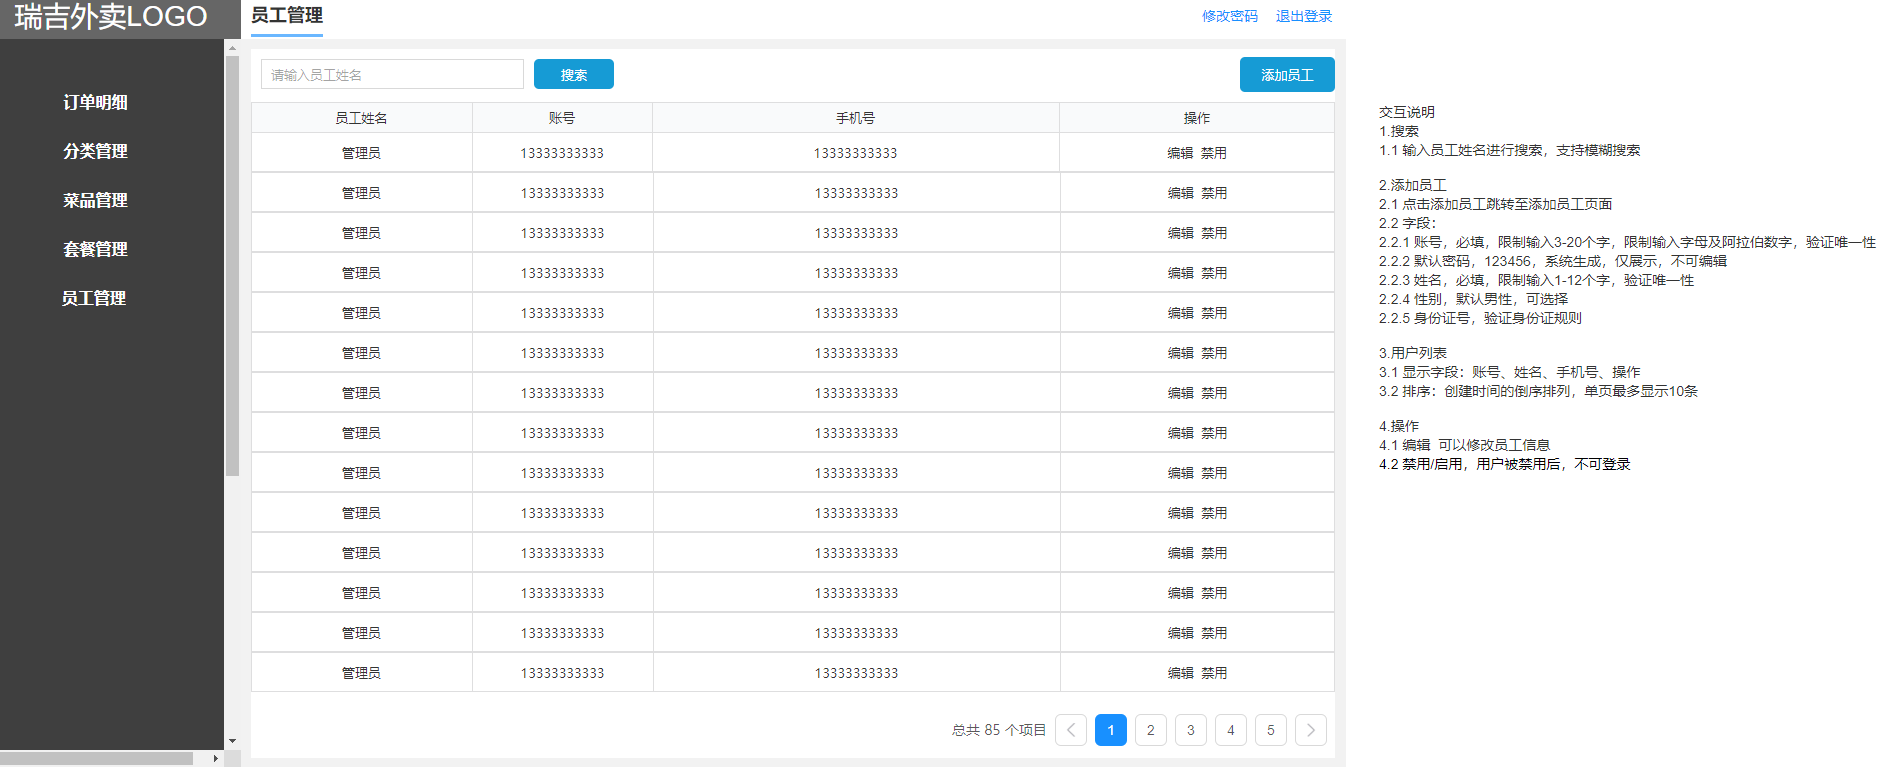 瑞吉外卖LOGO
员工管理
修改密码 退出登录
订单明细
分类管理
菜品管理
套餐管理
员工管理
请输入员工姓名 搜索 添加员工
员工姓名 账号 手机号 操作
管理员 13333333333 13333333333 编辑 禁用
管理员 13333333333 13333333333 编辑 禁用
管理员 13333333333 13333333333 编辑 禁用
管理员 13333333333 13333333333 编辑 禁用
管理员 13333333333 13333333333 编辑 禁用
管理员 13333333333 13333333333 编辑 禁用
管理员 13333333333 13333333333 编辑 禁用
管理员 13333333333 13333333333 编辑 禁用
管理员 13333333333 13333333333 编辑 禁用
管理员 13333333333 13333333333 编辑 禁用
管理员 13333333333 13333333333 编辑 禁用
管理员 13333333333 13333333333 编辑 禁用
管理员 13333333333 13333333333 编辑 禁用
管理员 13333333333 13333333333 编辑 禁用
总共 85 个项目 1 2 3 4 5
交互说明
1.搜索
1.1 输入员工姓名进行搜索，支持模糊搜索
2.添加员工
2.1 点击添加员工跳转至添加员工页面
2.2 字段：
2.2.1 账号，必填，限制输入3-20个字，限制输入字母及阿拉伯数字，验证唯一性
2.2.2 默认密码，123456，系统生成，仅展示，不可编辑
2.2.3 姓名，必填，限制输入1-12个字，验证唯一性
2.2.4 性别，默认男性，可选择
2.2.5 身份证号，验证身份证规则
3.用户列表
3.1 显示字段：账号、姓名、手机号、操作
3.2 排序：创建时间的倒序排列，单页最多显示10条
4.操作
4.1 编辑 可以修改员工信息
4.2 禁用/启用，用户被禁用后，不可登录